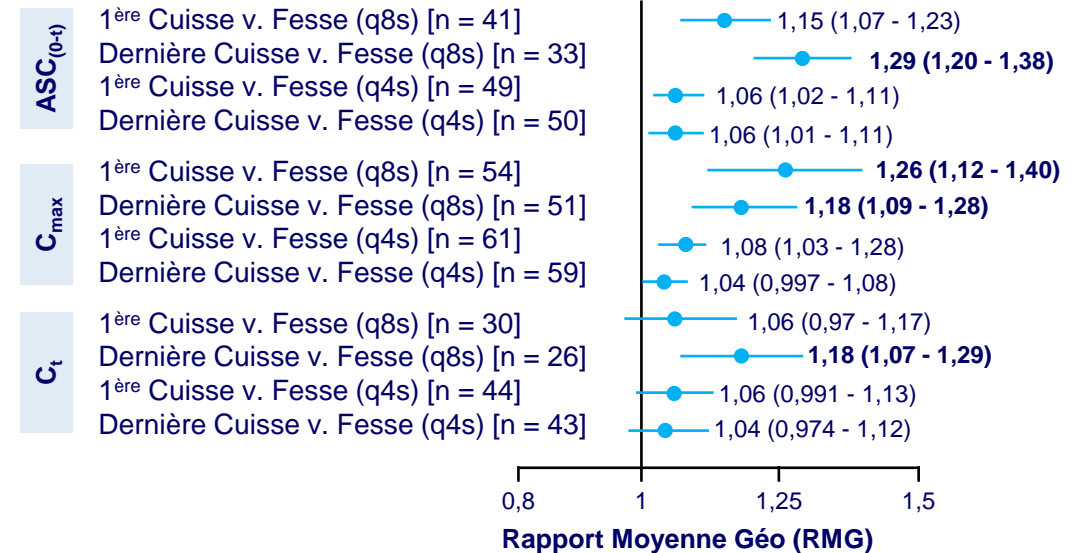 ASC(0-t)
1ère Cuisse v. Fesse (q8s) [n = 41] 1,15 (1,07 - 1,23)
Dernière Cuisse v. Fesse (q8s) [n = 33] 1,29 (1,20 - 1,38)
1ère Cuisse v. Fesse (q4s) [n = 49] 1,06 (1,02 - 1,11)
Dernière Cuisse v. Fesse (q4s) [n = 50] 1,06 (1,01 - 1,11)
Cmax
1ère Cuisse v. Fesse (q8s) [n = 54] 1,26 (1,12 - 1,40)
Dernière Cuisse v. Fesse (q8s) [n = 51] 1,18 (1,09 - 1,28)
1ère Cuisse v. Fesse (q4s) [n = 61] 1,08 (1,03 - 1,28)
Dernière Cuisse v. Fesse (q4s) [n = 59] 1,04 (0,997 - 1,08)
Ct
1ère Cuisse v. Fesse (q8s) [n = 30] 1,06 (0,97 - 1,17)
Dernière Cuisse v. Fesse (q8s) [n = 26] 1,18 (1,07 - 1,29)
1ère Cuisse v. Fesse (q4s) [n = 44] 1,06 (0,991 - 1,13)
Dernière Cuisse v. Fesse (q4s) [n = 43] 1,04 (0,974 - 1,12)
0,8 1 1,25 1,5
Rapport Moyenne Géo (RMG)